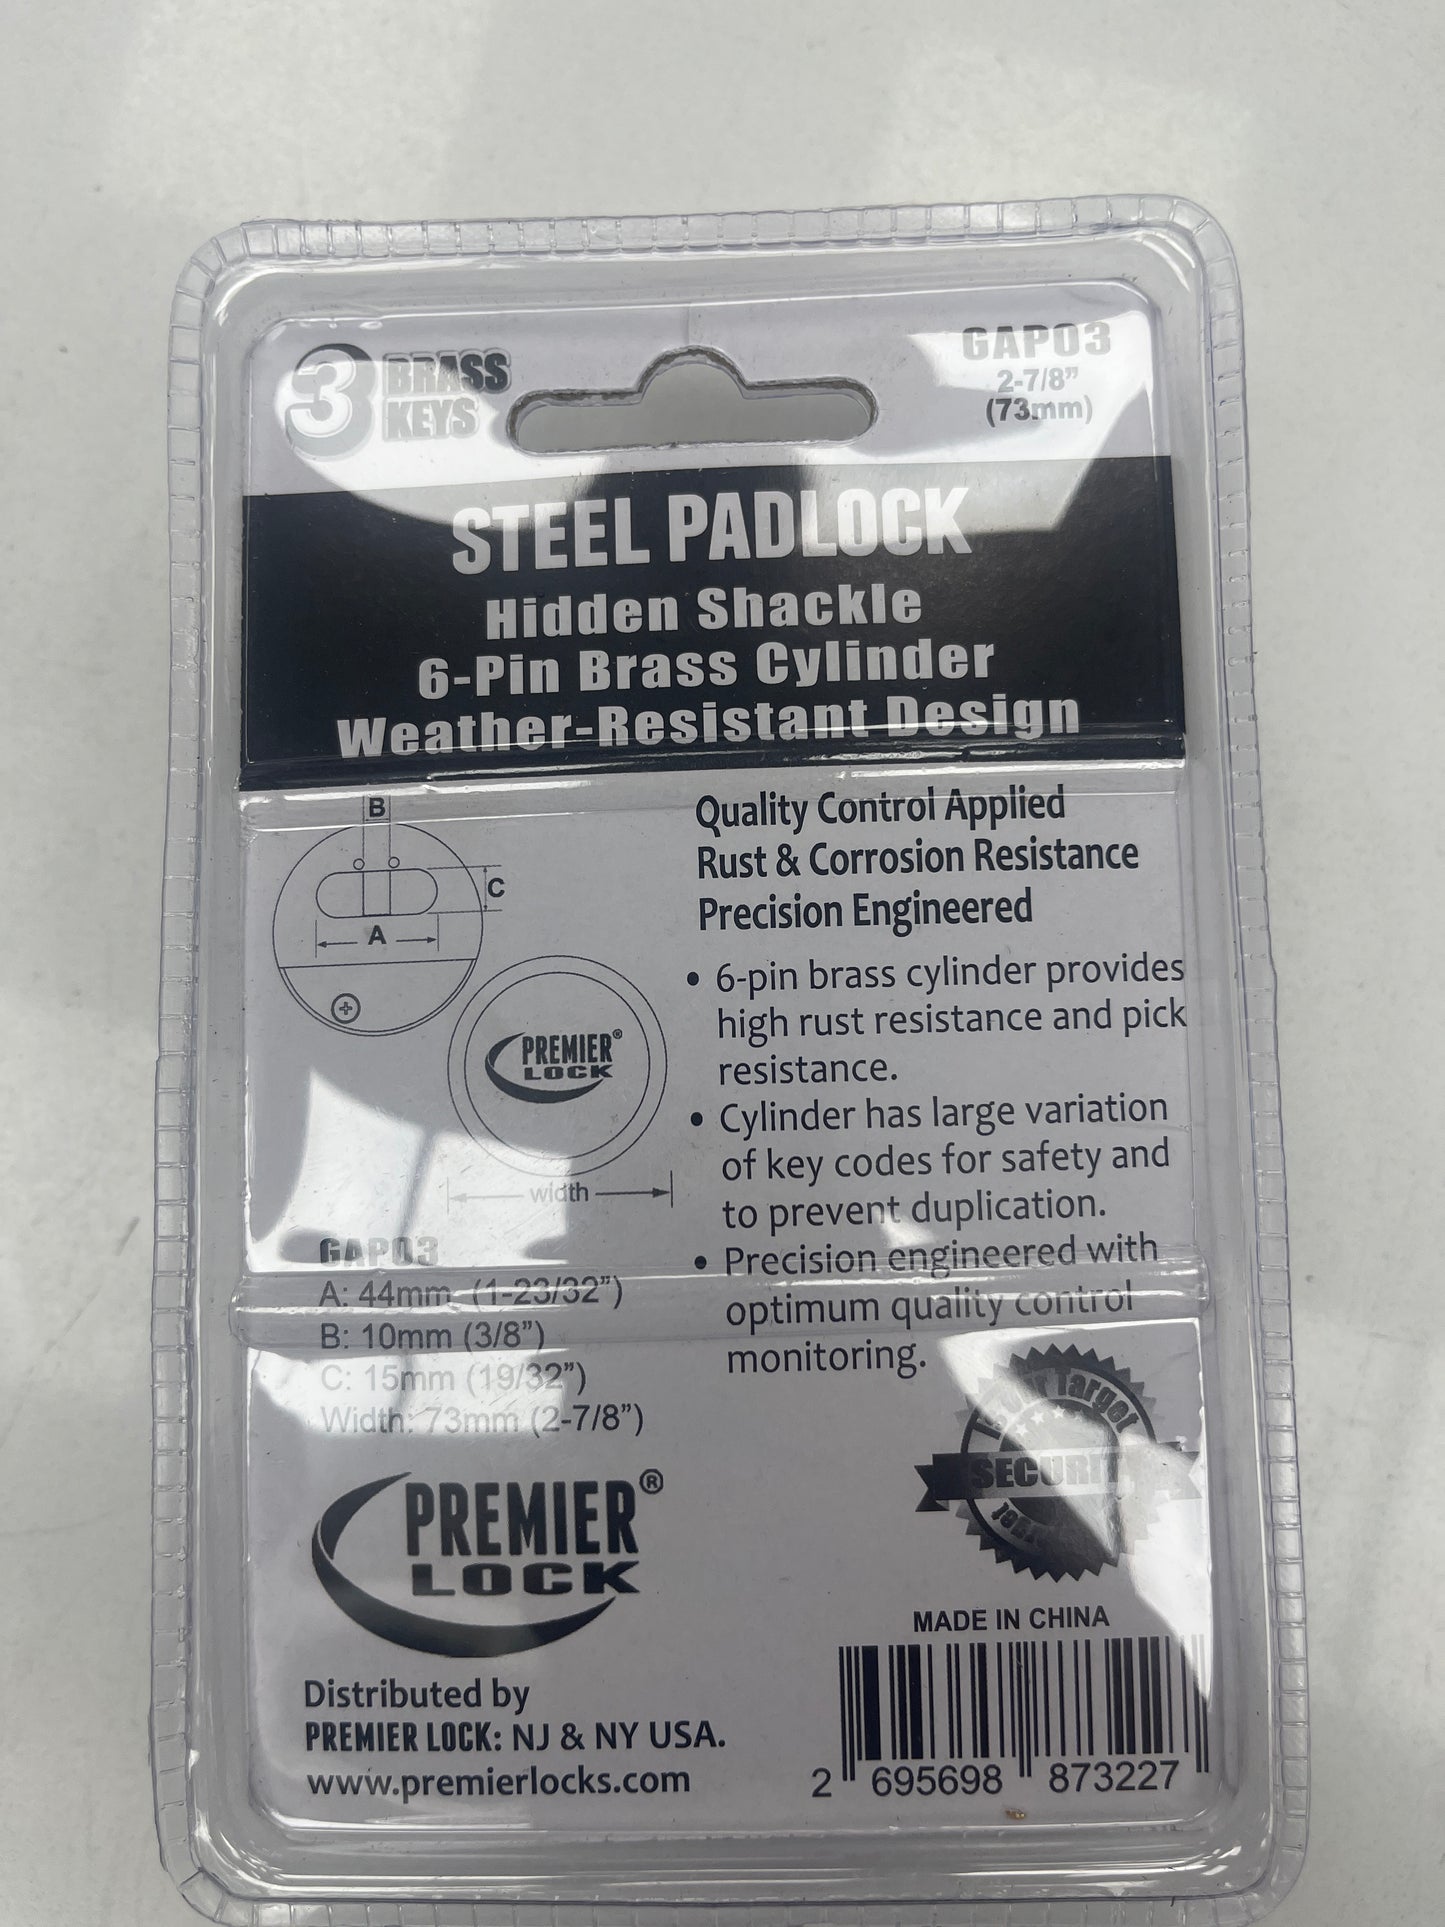 3 BRASS
KEYS
GAP03
2-7/8"
(73mm)
STEEL PADLOCK
Hidden Shackle
6-Pin Brass Cylinder
Weather-Resistant Design
B
C
A
PREMIER®
LOCK
width
GAP03
A: 44mm (1-23/32”)
B: 10mm (3/8”)
C: 15mm (19/32”)
Width: 73mm (2-7/8”)
Quality Control Applied
Rust & Corrosion Resistance
Precision Engineered
• 6-pin brass cylinder provides
high rust resistance and pick
resistance.
• Cylinder has large variation
of key codes for safety and
to prevent duplication.
• Precision engineered with
optimum quality control
monitoring.
Target
PREMIER®
LOCK
Distributed by
PREMIER LOCK: NJ & NY USA.
www.premierlocks.com
MADE IN CHINA
2 695698 873227